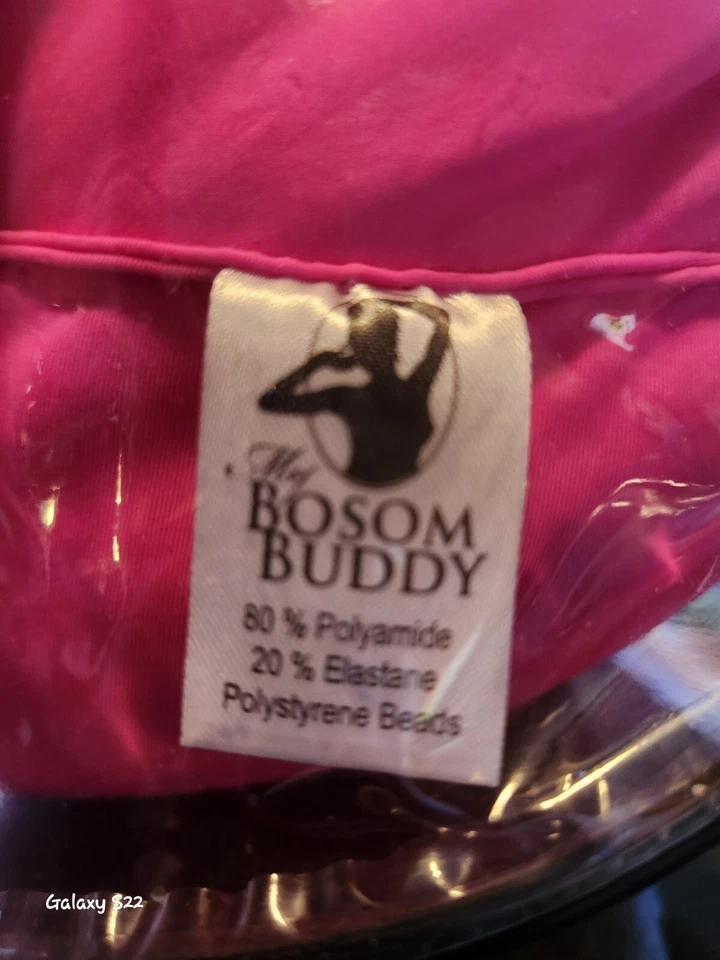 My
BOSOM
BUDDY
80 % Polyamide
20 % Elastane
Polystyrene Beads
Galaxy S22